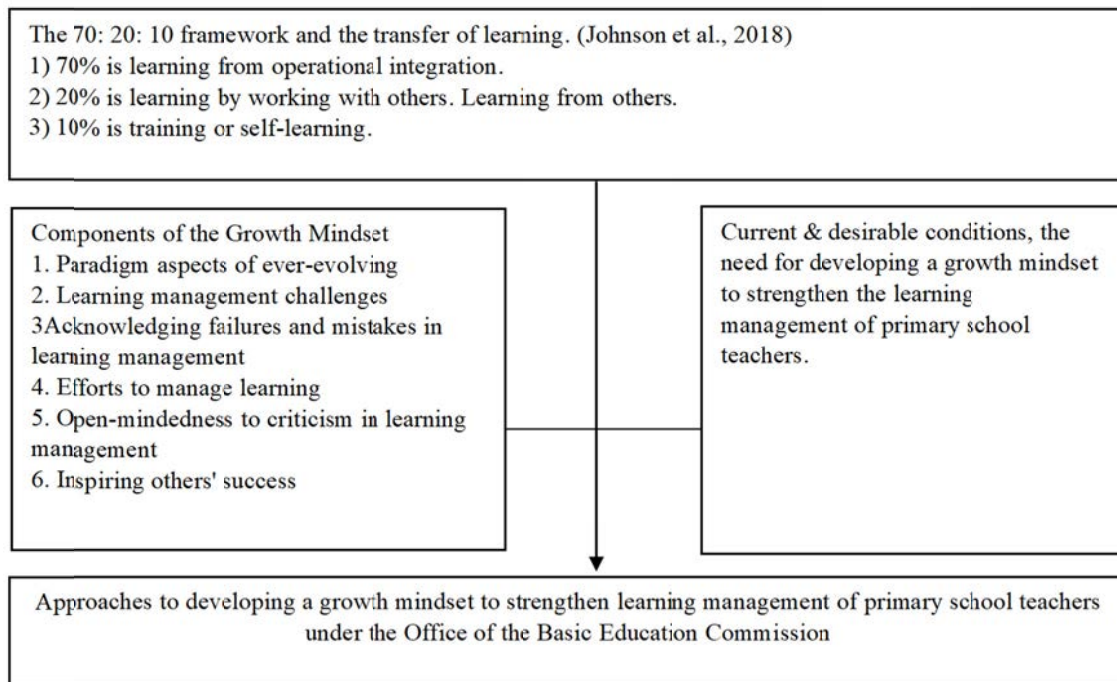 The 70: 20: 10 framework and the transfer of learning. (Johnson et al., 2018)
1) 70% is learning from operational integration.
2) 20% is learning by working with others. Learning from others.
3) 10% is training or self-learning.
Components of the Growth Mindset
1. Paradigm aspects of ever-evolving
2. Learning management challenges
3Acknowledging failures and mistakes in
learning management
4. Efforts to manage learning
5. Open-mindedness to criticism in learning
management
6. Inspiring others' success
Current & desirable conditions, the
need for developing a growth mindset
to strengthen the learning
management of primary school
teachers.
Approaches to developing a growth mindset to strengthen learning management of primary school teachers
under the Office of the Basic Education Commission